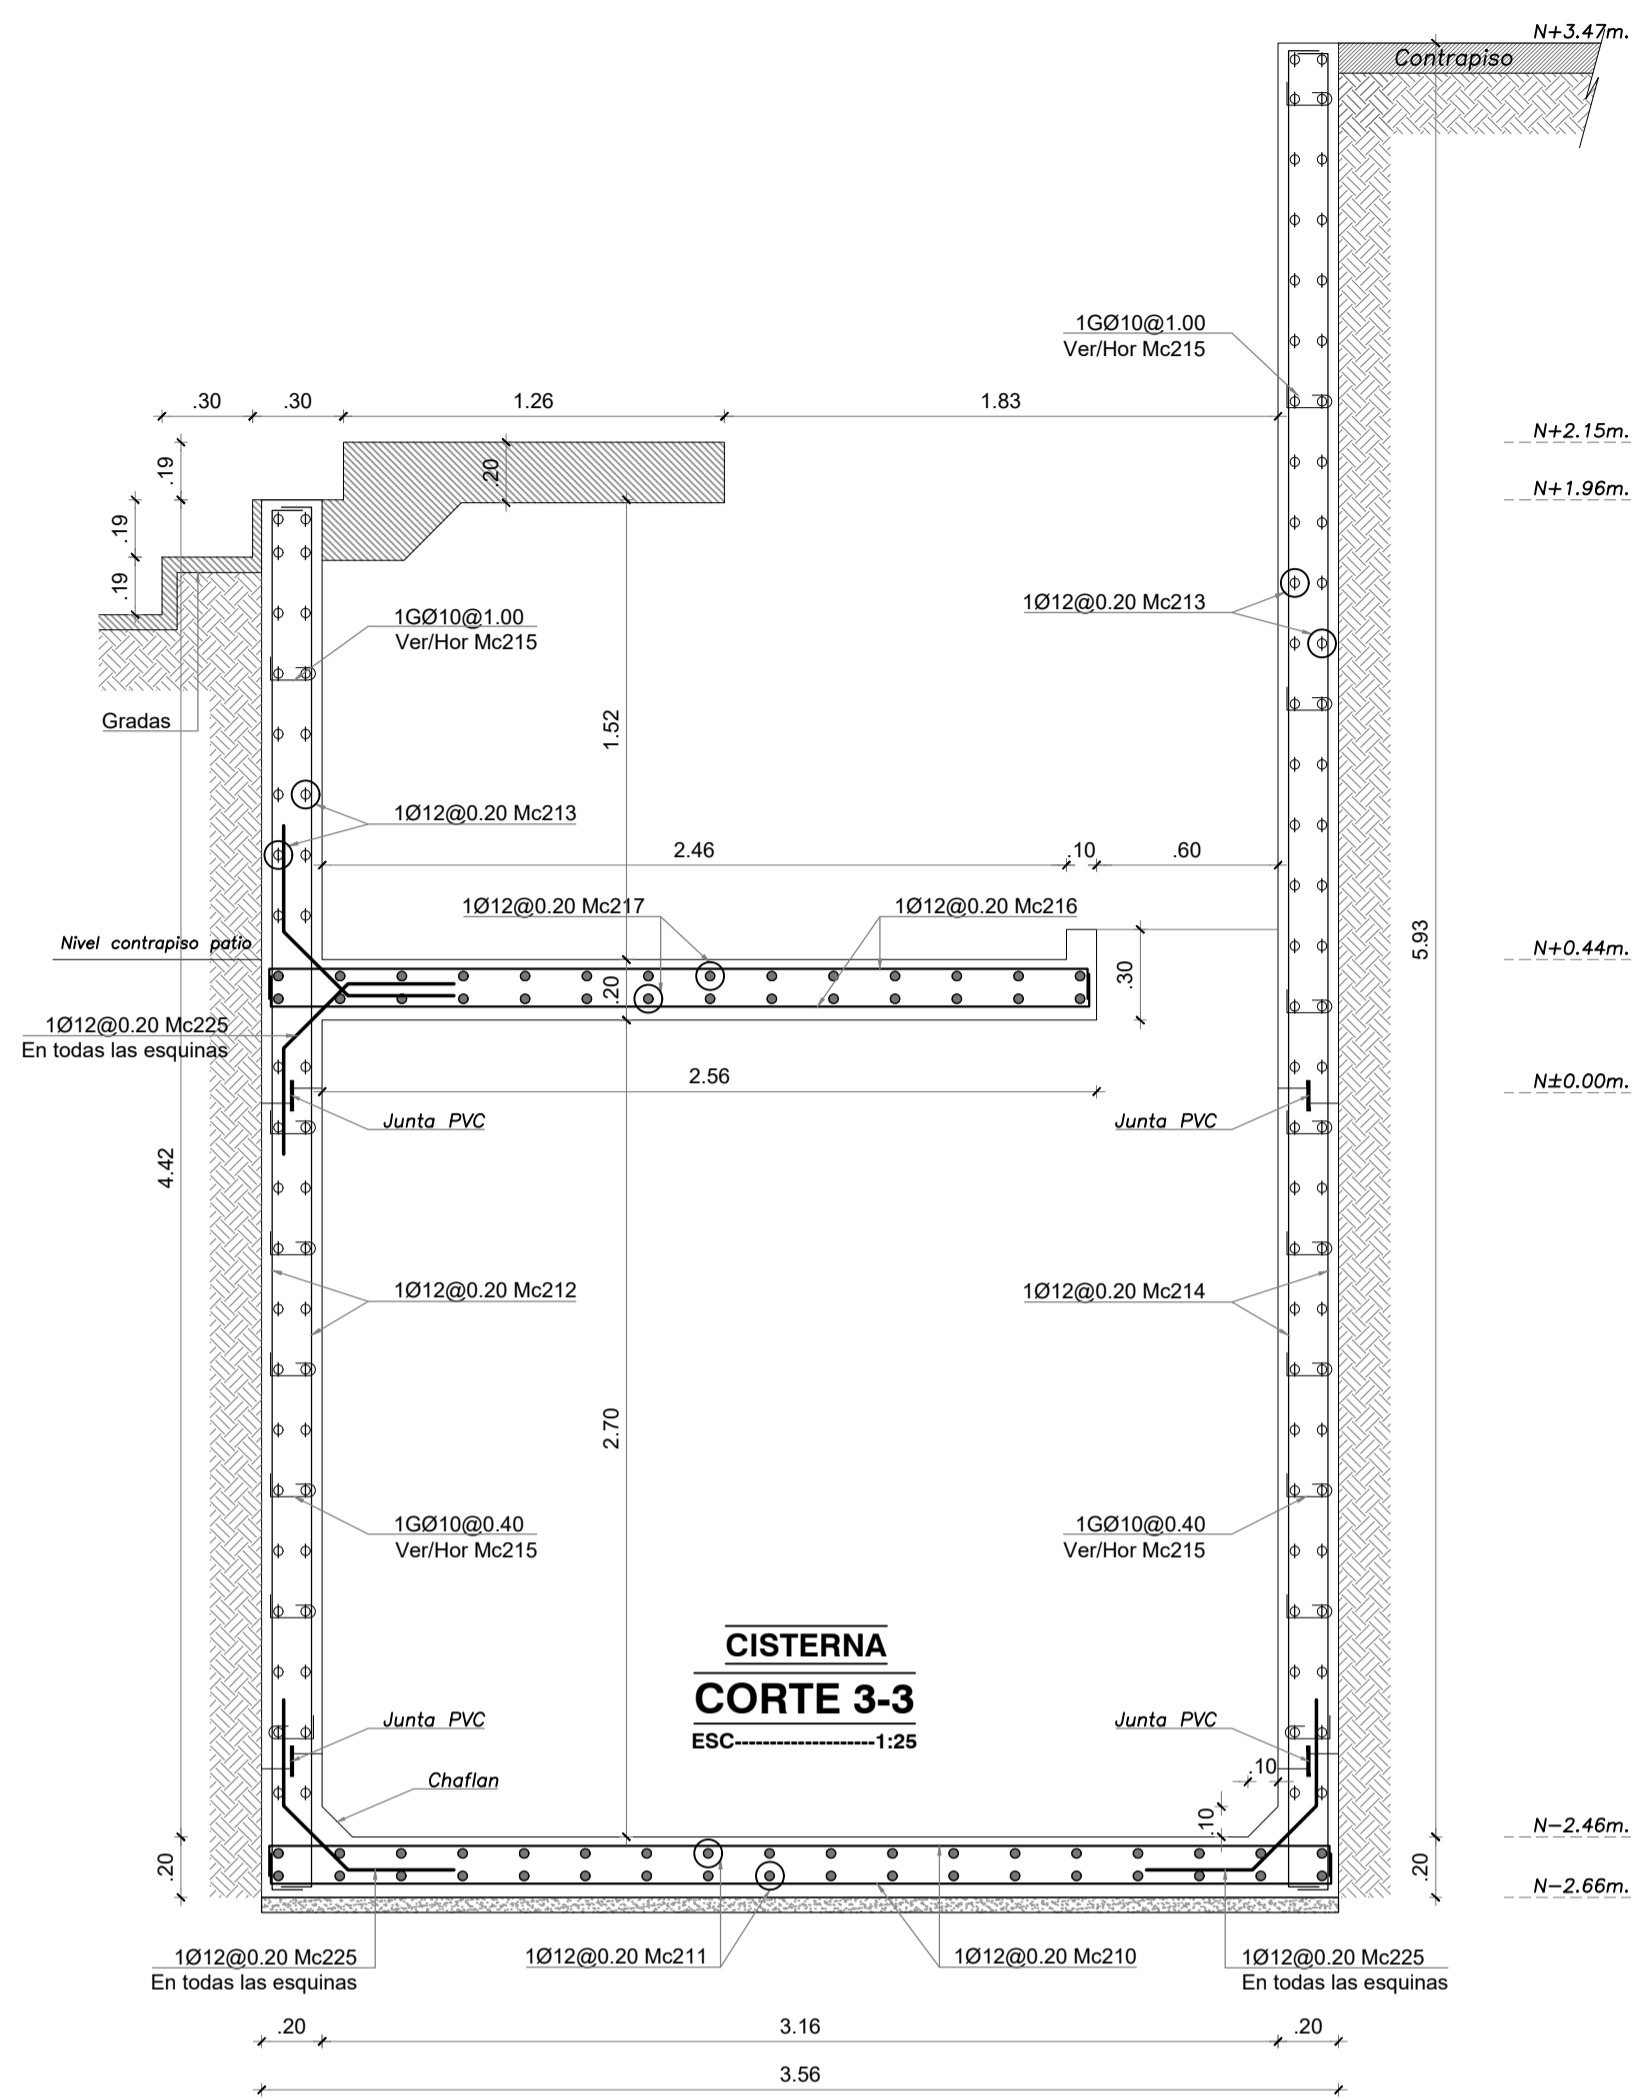 N+3.47m.
Contrapiso
1GØ10@1.00
Ver/Hor Mc215
.30
.30
1.26
1.83
N+2.15m.
.19
.20
N+1.96m.
.19
.19
1GØ10@1.00
Ver/Hor Mc215
1Ø12@0.20 Mc213
Gradas
1.52
1Ø12@0.20 Mc213
2.46
.10
.60
1Ø12@0.20 Mc217
1Ø12@0.20 Mc216
Nivel contrapiso patio
5.93
N+0.44m.
.20
.30
1Ø12@0.20 Mc225
En todas las esquinas
2.56
N±0.00m.
Junta PVC
Junta PVC
4.42
1Ø12@0.20 Mc212
1Ø12@0.20 Mc214
2.70
1GØ10@0.40
Ver/Hor Mc215
1GØ10@0.40
Ver/Hor Mc215
CISTERNA
CORTE 3-3
ESC--------------------1:25
Junta PVC
Junta PVC
Chaflan
.10
.10
N-2.46m.
.20
.20
N-2.66m.
1Ø12@0.20 Mc225
En todas las esquinas
1Ø12@0.20 Mc211
1Ø12@0.20 Mc210
1Ø12@0.20 Mc225
En todas las esquinas
.20
3.16
.20
3.56